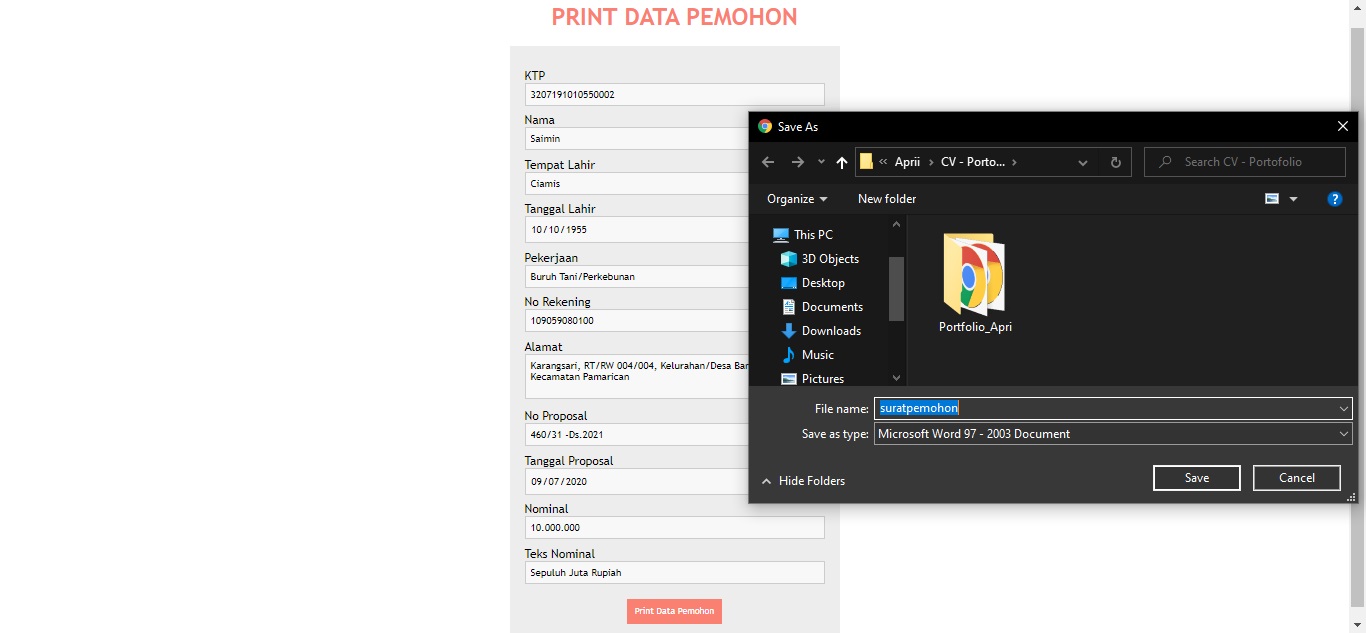 PRINT DATA PEMOHON
KTP
3207191010550002
Nama
Saimin
Tempat Lahir
Ciamis
Tanggal Lahir
10/10/1955
Pekerjaan
Buruh Tani/Perkebunan
No Rekening
109059080100
Alamat
Karangsari, RT/RW 004/004, Kelurahan/Desa Ban
Kecamatan Pamarican
No Proposal
460/31 -Ds.2021
Tanggal Proposal
09/07/2020
Nominal
10.000.000
Teks Nominal
Sepuluh Juta Rupiah
Print Data Pemohon
Save As
« Aprii › CV - Porto... ›
Search CV - Portofolio
Organize
New folder
This PC
3D Objects
Desktop
Documents
Downloads
Music
Pictures
Portfolio_Apri
File name: suratpemohon
Save as type: Microsoft Word 97 - 2003 Document
Hide Folders
Save
Cancel